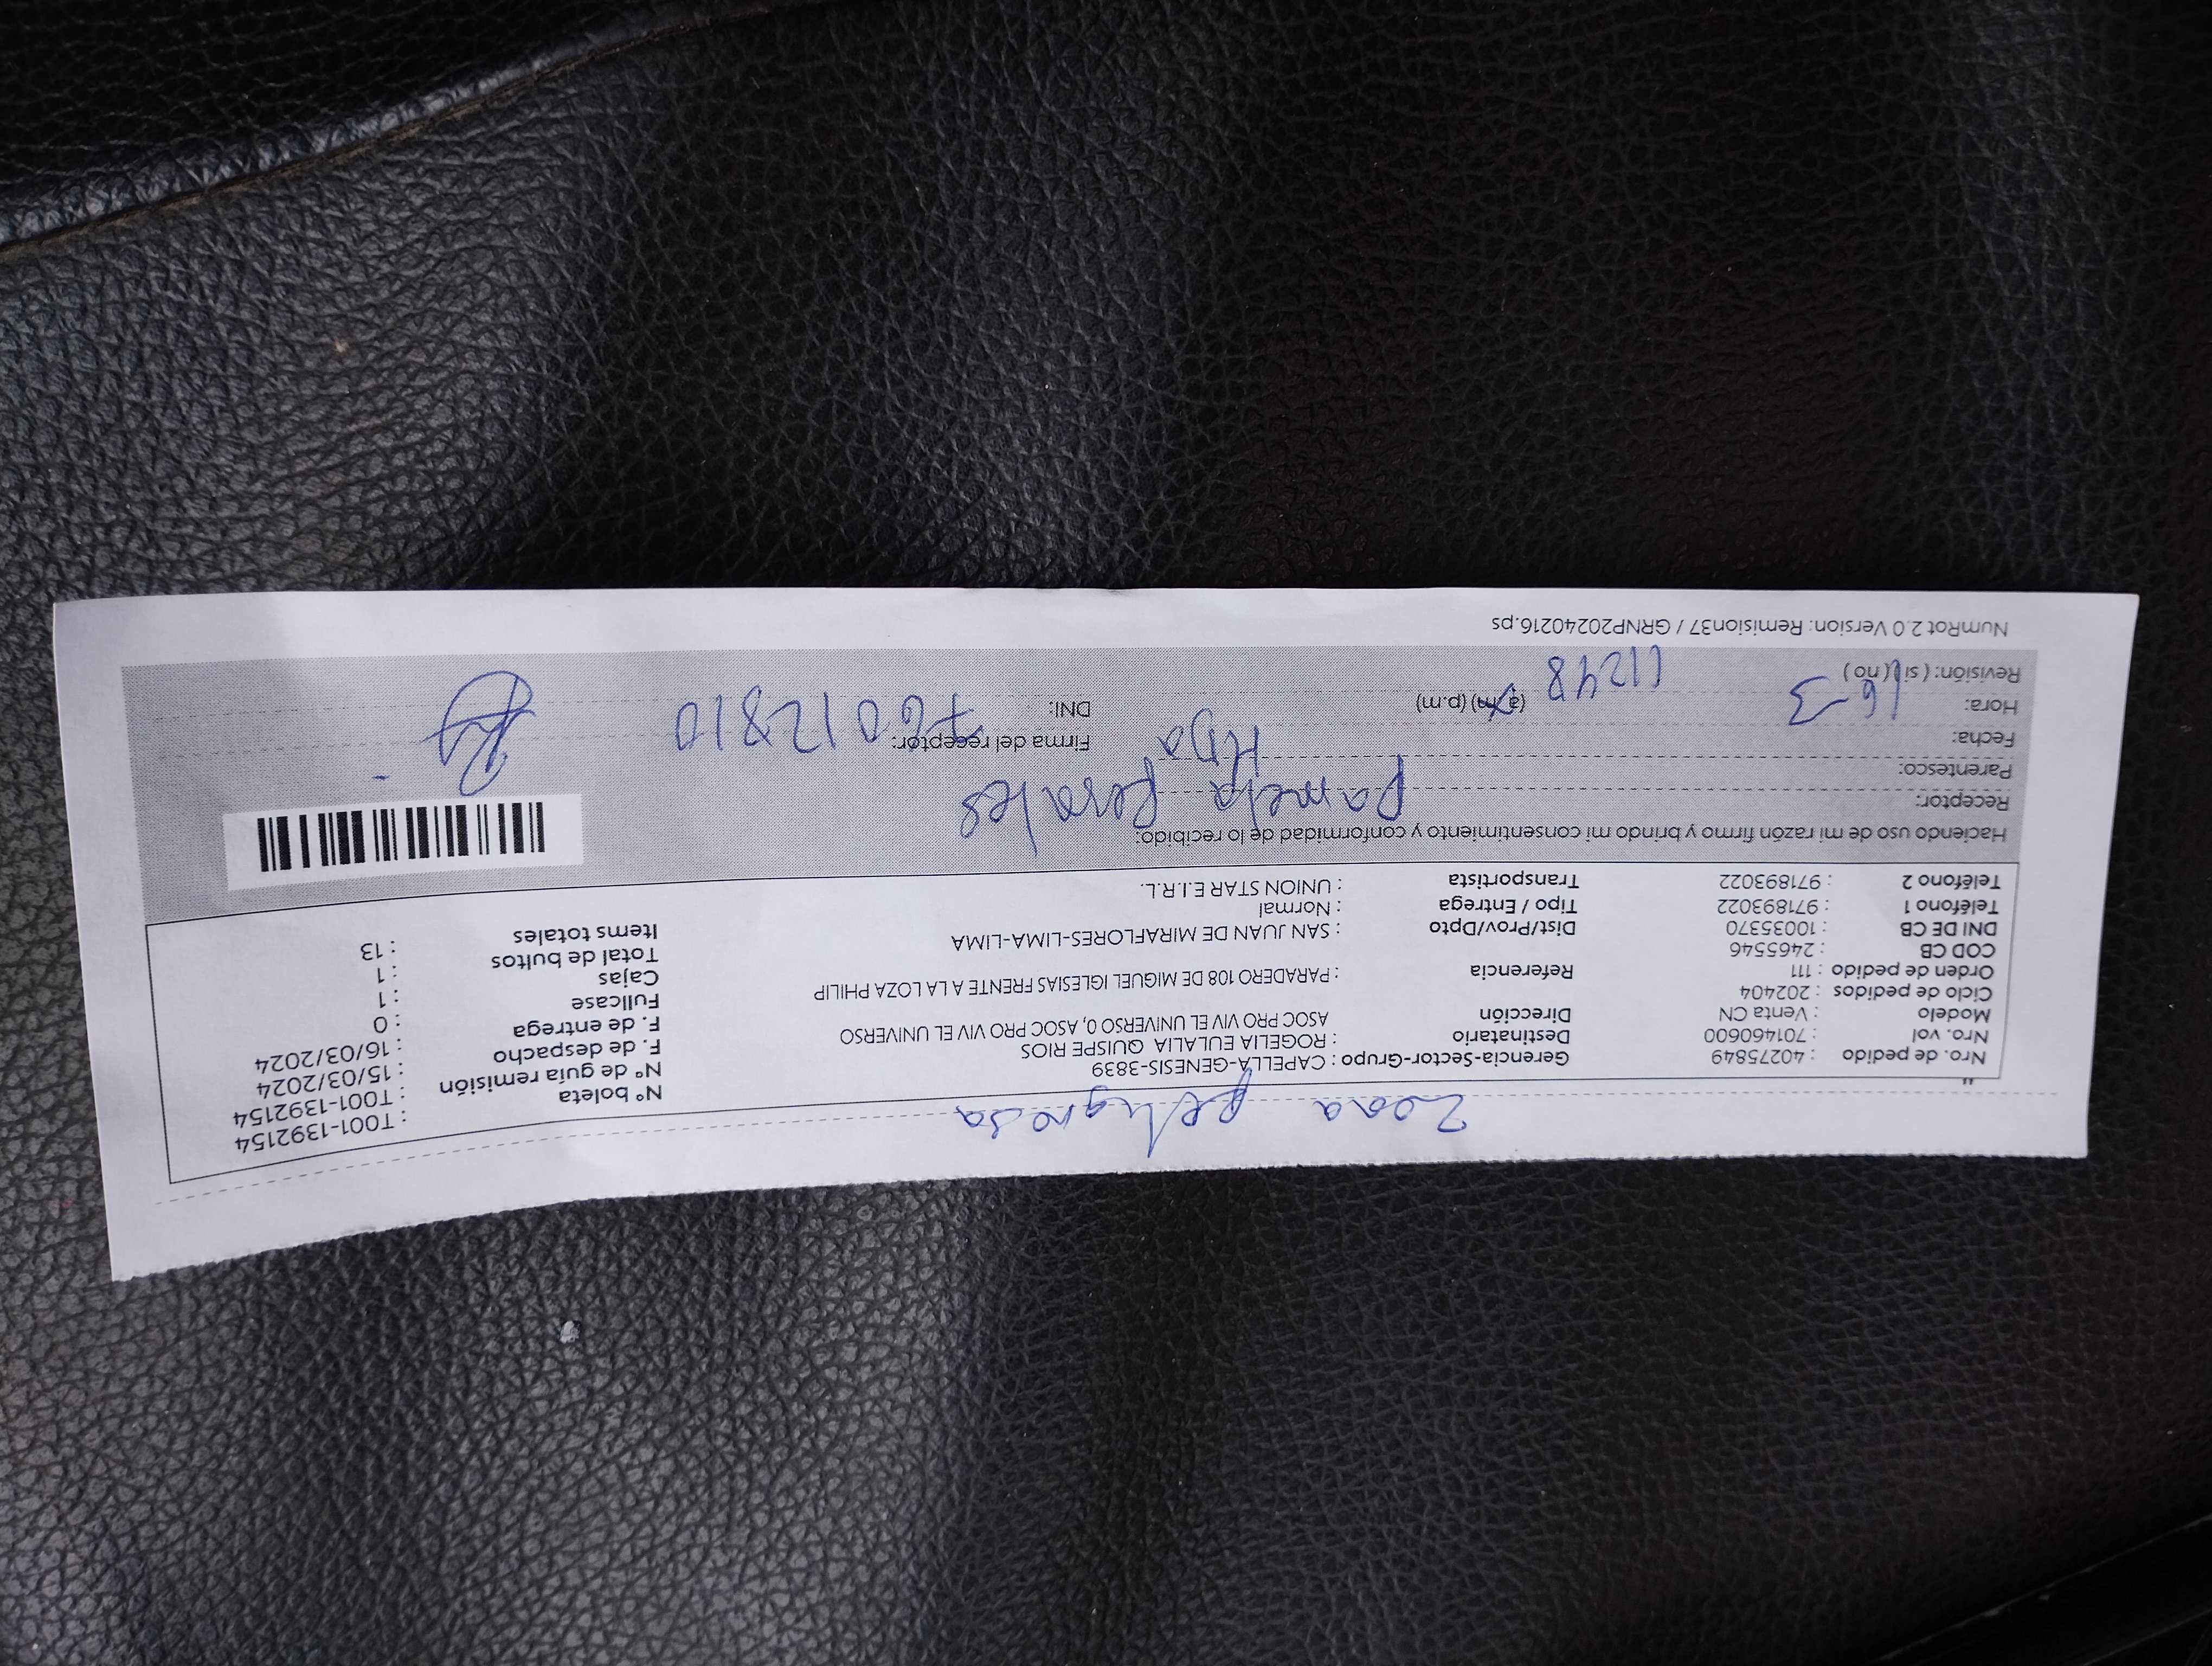 Zona peligrosa
Nro. de pedido : 40275849 Gerencia-Sector-Grupo : CAPELLA-GENESIS-3839 N° boleta : T001-1392154
Nro. vol : 701460600 Destinatario : ROGELIA EULALIA QUISPE RIOS N° de guía remisión : T001-1392154
Modelo : Venta CN Dirección ASOC PRO VIV EL UNIVERSO 0, ASOC PRO VIV EL UNIVERSO F. de despacho : 15/03/2024
Ciclo de pedidos : 202404 F. de entrega : 16/03/2024
Orden de pedido : 111 Referencia : PARADERO 108 DE MIGUEL IGLESIAS FRENTE A LA LOZA PHILIP Fullcase : 0
COD CB : 2465546 Cajas : 1
DNI DE CB : 10035370 Dist/Prov/Dpto : SAN JUAN DE MIRAFLORES-LIMA-LIMA Total de bultos : 1
Teléfono 1 : 971893022 Tipo / Entrega : Normal Items totales : 13
Teléfono 2 : 971893022 Transportista : UNION STAR E.I.R.L.
Haciendo uso de mi razón firmo y brindo mi conformidad y consentimiento de lo recibido:
Receptor: Pamela
Parentesco: HDA
Fecha: 16-3 Firma del receptor:
Hora: 11248 (a.m) (p.m) DNI: 76012810
Revisión: ( si ) ( no )
NumRot 2.0 Version: Remision37 / GRNP20240216.ps